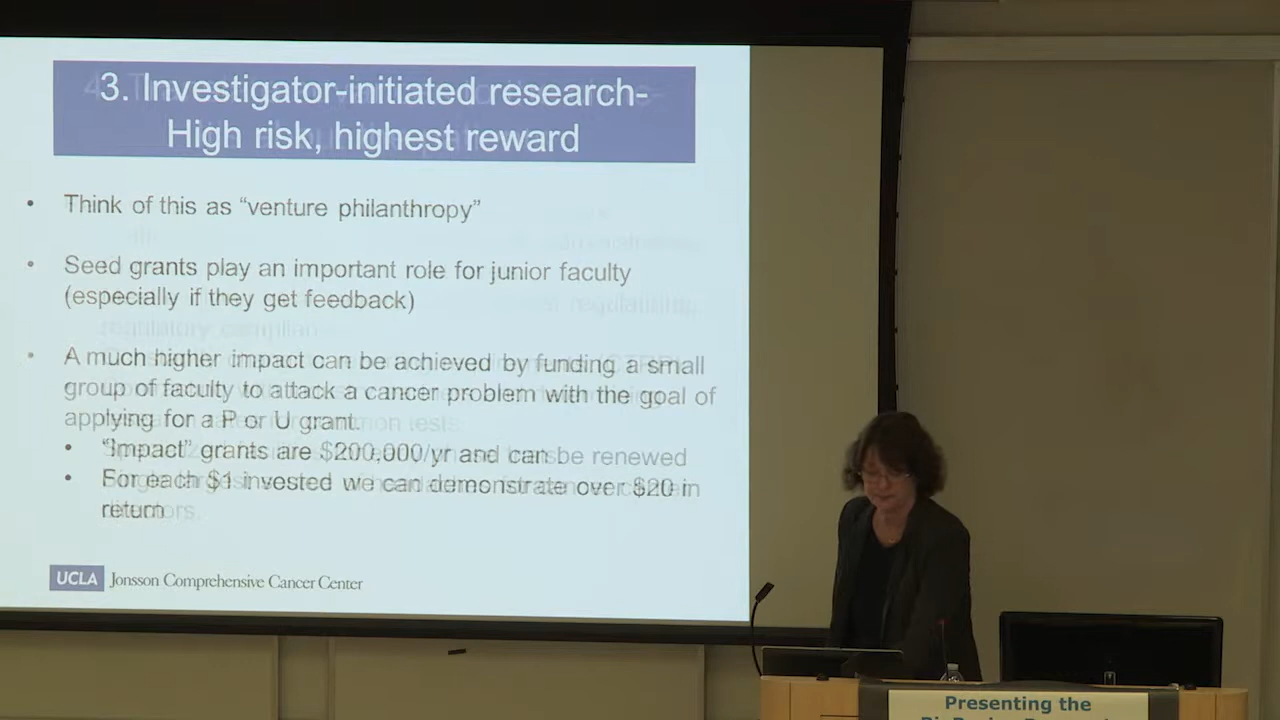 3. Investigator-initiated research-
High risk, highest reward
• Think of this as “venture philanthropy”
• Seed grants play an important role for junior faculty
(especially if they get feedback)
• A much higher impact can be achieved by funding a small
group of faculty to attack a cancer problem with the goal of
applying for a P or U grant.
• “Impact” grants are $200,000/yr and can be renewed
• For each $1 invested we can demonstrate over $20 in
return
UCLA Jonsson Comprehensive Cancer Center
Presenting the